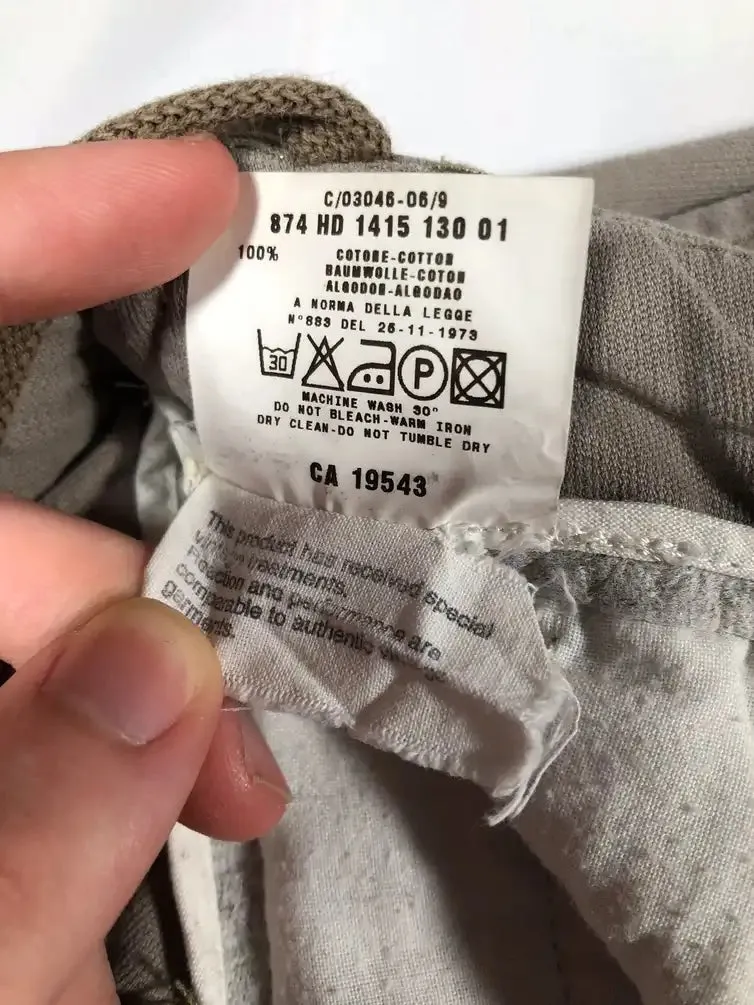 C/03046-06/9
874 HD 1415 130 01
100% COTONE-COTTON
BAUMWOLLE-COTON
ALGODON-ALGODAO
A NORMA DELLA LEGGE
N°883 DEL 26-11-1973
30 P
MACHINE WASH 30°
DO NOT BLEACH-WARM IRON
DRY CLEAN-DO NOT TUMBLE DRY
CA 19543
This product has received special
treatments.
Reaction and performance are
comparable to authentic
garments.